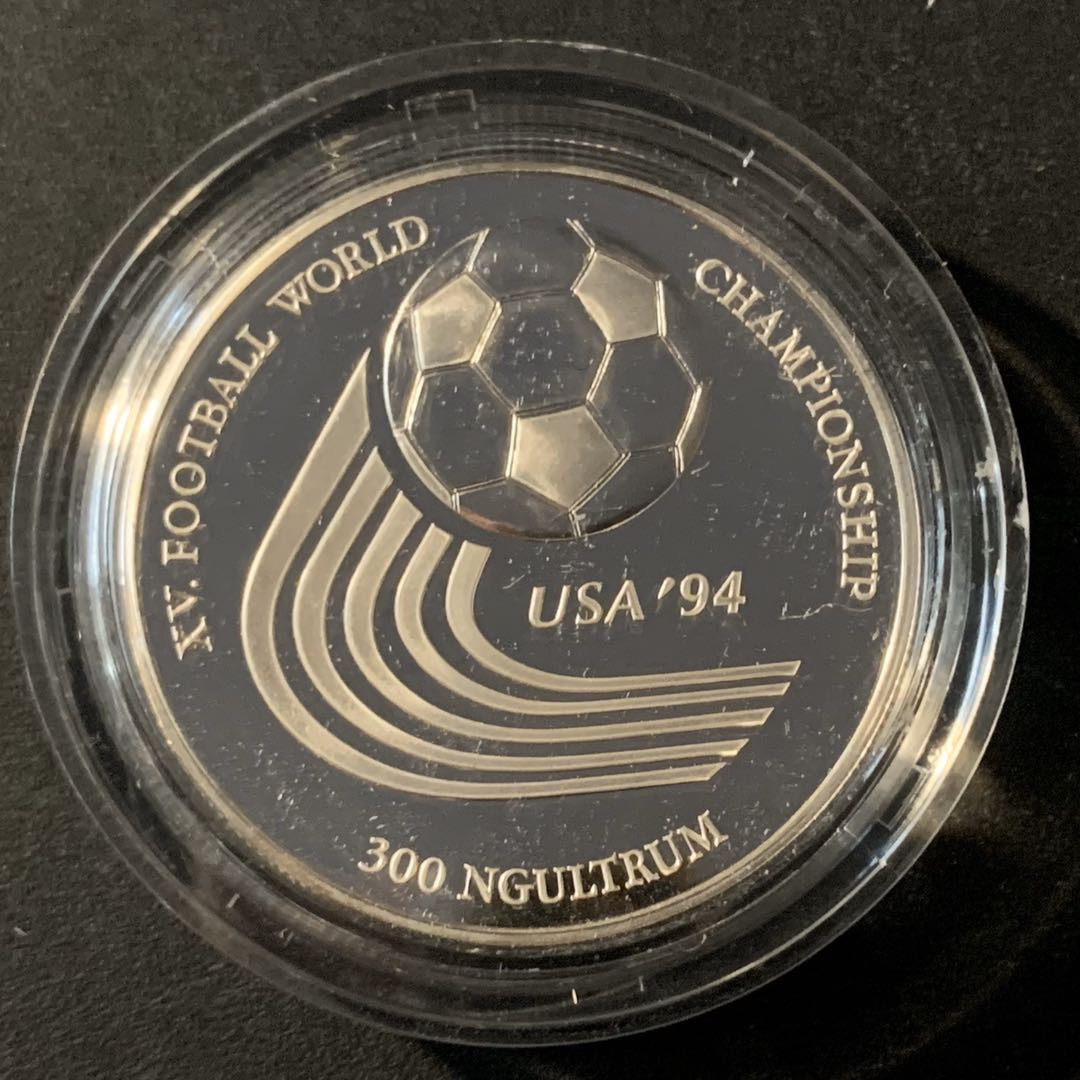 XV. FOOTBALL WORLD CHAMPIONSHIP
USA '94
300 NGULTRUM